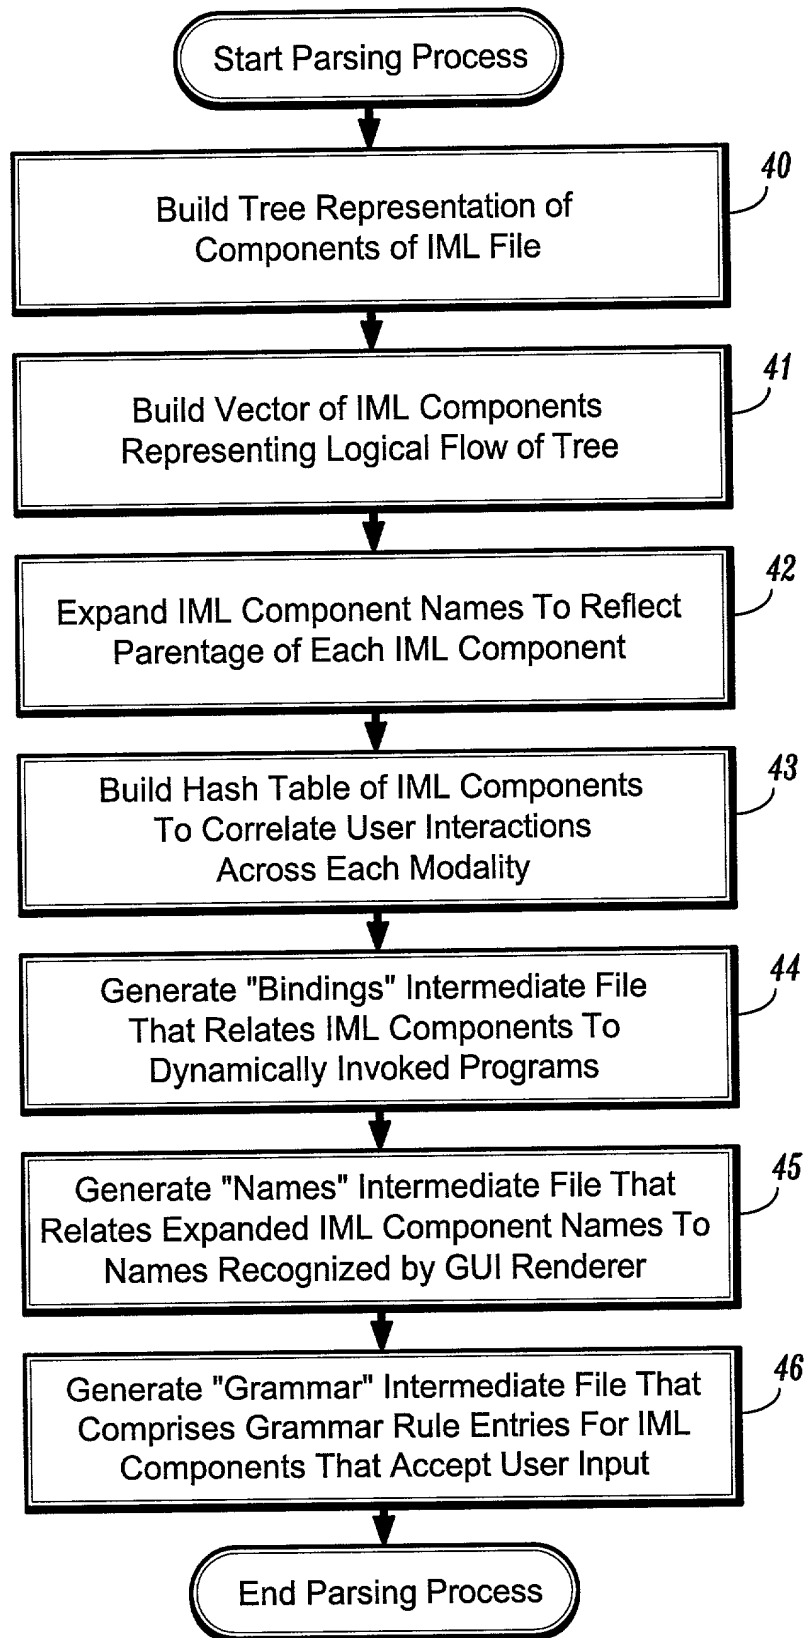 Start Parsing Process
40
Build Tree Representation of
Components of IML File
41
Build Vector of IML Components
Representing Logical Flow of Tree
42
Expand IML Component Names To Reflect
Parentage of Each IML Component
43
Build Hash Table of IML Components
To Correlate User Interactions
Across Each Modality
44
Generate "Bindings" Intermediate File
That Relates IML Components To
Dynamically Invoked Programs
45
Generate "Names" Intermediate File That
Relates Expanded IML Component Names To
Names Recognized by GUI Renderer
46
Generate "Grammar" Intermediate File That
Comprises Grammar Rule Entries For IML
Components That Accept User Input
End Parsing Process